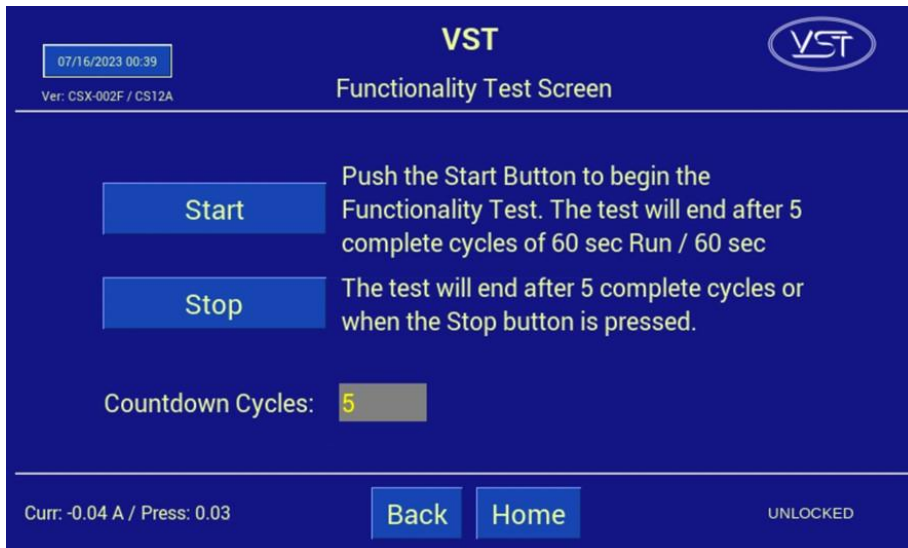 VST
VST
07/16/2023 00:39
Ver: CSX-002F / CS12A
Functionality Test Screen
Start
Push the Start Button to begin the
Functionality Test. The test will end after 5
complete cycles of 60 sec Run / 60 sec
Stop
The test will end after 5 complete cycles or
when the Stop button is pressed.
Countdown Cycles: 5
Curr: -0.04 A / Press: 0.03
Back
Home
UNLOCKED